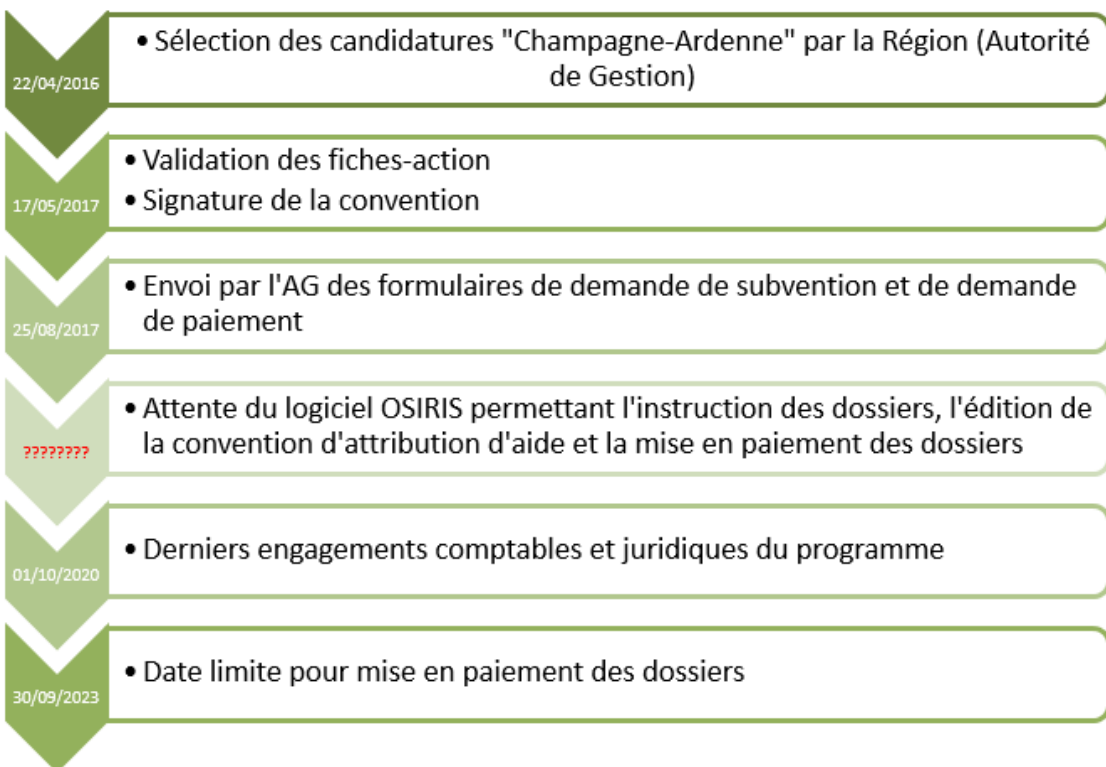 22/04/2016
• Sélection des candidatures "Champagne-Ardenne" par la Région (Autorité
de Gestion)
17/05/2017
• Validation des fiches-action
• Signature de la convention
25/08/2017
• Envoi par l'AG des formulaires de demande de subvention et de demande
de paiement
????????
• Attente du logiciel OSIRIS permettant l'instruction des dossiers, l'édition de
la convention d'attribution d'aide et la mise en paiement des dossiers
01/10/2020
• Derniers engagements comptables et juridiques du programme
30/09/2023
• Date limite pour mise en paiement des dossiers